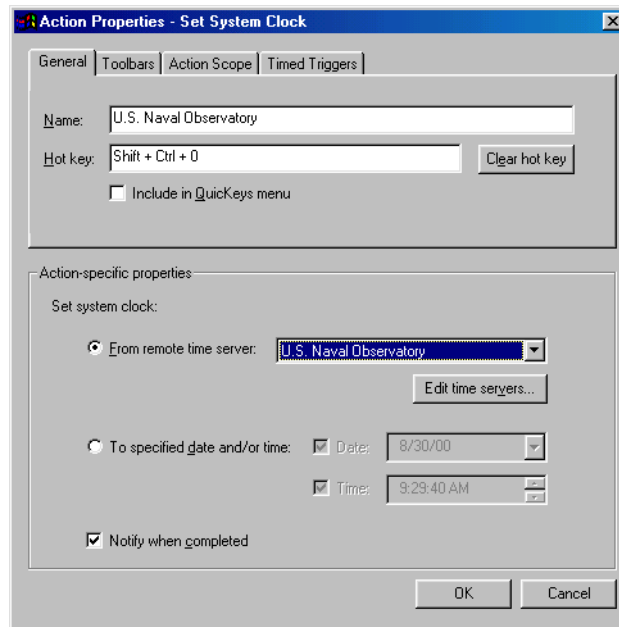 Action Properties - Set System Clock
General Toolbars Action Scope Timed Triggers
Name: U.S. Naval Observatory
Hot key: Shift + Ctrl + 0 Clear hot key
Include in QuicKeys menu
Action-specific properties
Set system clock:
From remote time server: U.S. Naval Observatory
Edit time servers...
To specified date and/or time: Date: 8/30/00
Time: 9:29:40 AM
Notify when completed
OK Cancel